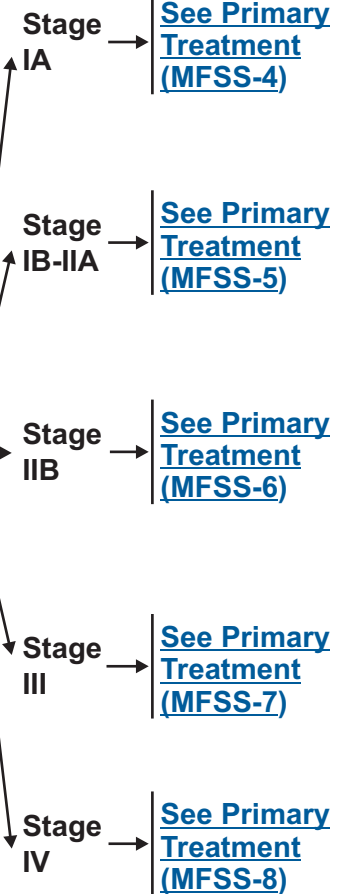 Stage
IA
See Primary
Treatment
(MFSS-4)
Stage
IB-IIA
See Primary
Treatment
(MFSS-5)
Stage
IIB
See Primary
Treatment
(MFSS-6)
Stage
III
See Primary
Treatment
(MFSS-7)
Stage
IV
See Primary
Treatment
(MFSS-8)